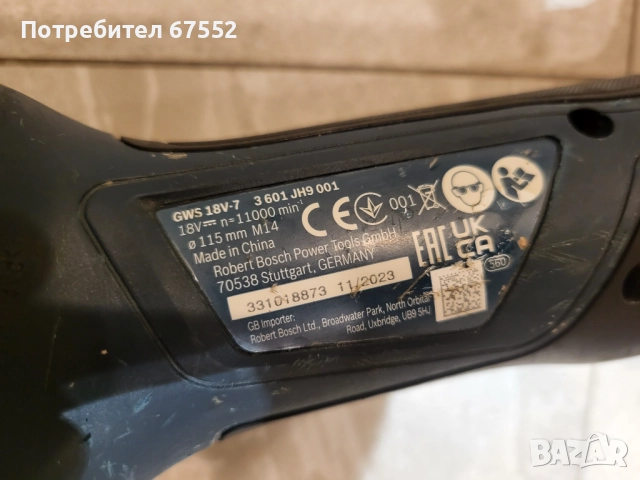 Потребител 67552
GWS 18V-7 3 601 JH9 001
18V⎓ n=11000 min⁻¹
ø 115 mm M14
Made in China
Robert Bosch Power Tools GmbH
70538 Stuttgart, GERMANY
331018873 11/2023
GB Importer:
Robert Bosch Ltd., Broadwater Park, North Orbital
Road, Uxbridge, UB9 5HJ
CE
001
EAC
UK
CA
S60
BAZAR